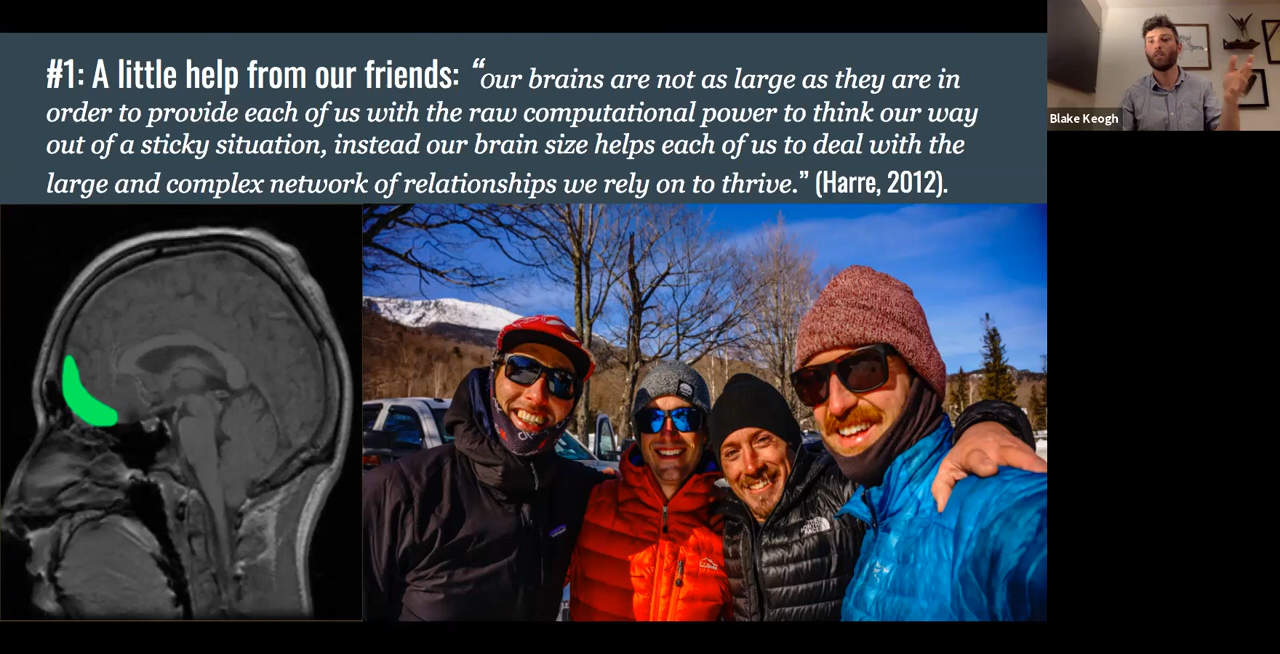 #1: A little help from our friends: “our brains are not as large as they are in
order to provide each of us with the raw computational power to think our way
out of a sticky situation, instead our brain size helps each of us to deal with the
large and complex network of relationships we rely on to thrive.” (Harre, 2012).
Blake Keogh